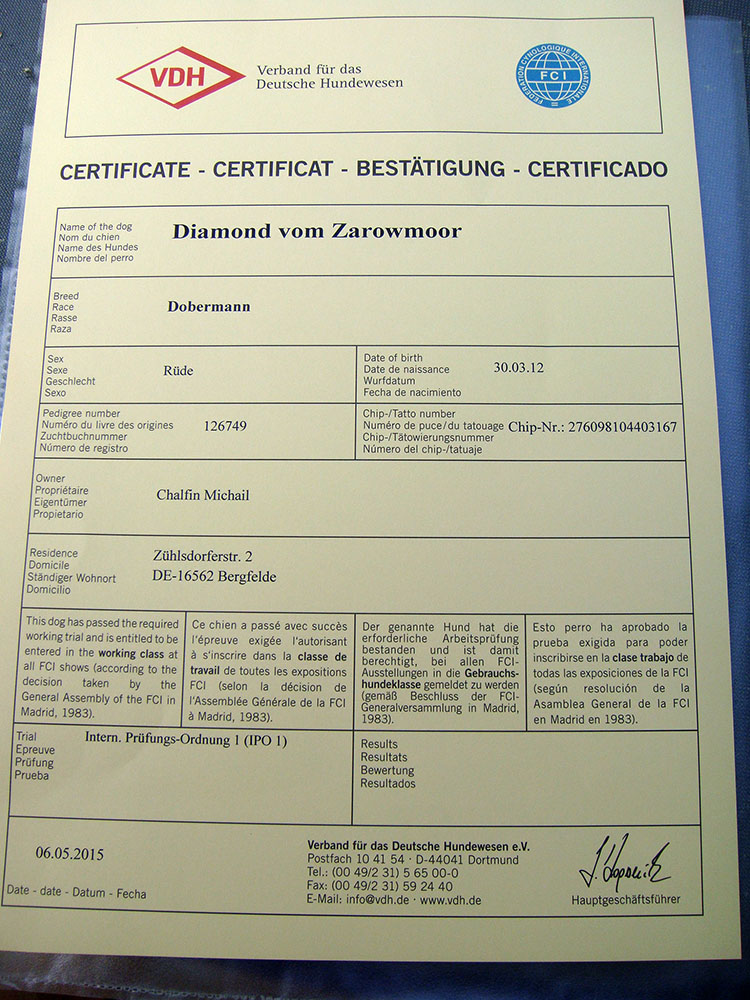 VDH
Verband für das
Deutsche Hundewesen
FEDERATION CYNOLOGIQUE INTERNATIONALE
FCI
CERTIFICATE - CERTIFICAT - BESTÄTIGUNG - CERTIFICADO
Name of the dog
Nom du chien
Name des Hundes
Nombre del perro
Diamond vom Zarowmoor
Breed
Race
Rasse
Raza
Dobermann
Sex
Sexe
Geschlecht
Sexo
Rüde
Date of birth
Date de naissance
Wurfdatum
Fecha de nacimiento
30.03.12
Pedigree number
Numéro du livre des origines
Zuchtbuchnummer
Número de registro
126749
Chip-/Tatto number
Numéro de puce/du tatouage
Chip-/Tätowierungsnummer
Número del chip-/tatuaje
Chip-Nr.: 276098104403167
Owner
Propriétaire
Eigentümer
Propietario
Chalfin Michail
Residence
Domicile
Ständiger Wohnort
Domicilio
Zühlsdorferstr. 2
DE-16562 Bergfelde
This dog has passed the required
working trial and is entitled to be
entered in the working class at
all FCI shows (according to the
decision taken by the
General Assembly of the FCI in
Madrid, 1983).
Ce chien a passé avec succès
l'épreuve exigée l'autorisant
à s'inscrire dans la classe de
travail de toutes les expositions
FCI (selon la décision de
l'Assemblée Générale de la FCI
à Madrid, 1983).
Der genannte Hund hat die
erforderliche Arbeitsprüfung
bestanden und ist damit
berechtigt, bei allen FCI-
Ausstellungen in die Gebrauchs-
hundeklasse gemeldet zu werden
(gemäß Beschluss der FCI-
Generalversammlung in Madrid,
1983).
Esto perro ha aprobado la
prueba exigida para poder
inscribirse en la clase trabajo de
todas las exposiciones de la FCI
(según resolución de la
Asamblea General de la FCI
en Madrid en 1983).
Trial
Epreuve
Prüfung
Prueba
Intern. Prüfungs-Ordnung 1 (IPO 1)
Results
Resultats
Bewertung
Resultados
06.05.2015
Date - date - Datum - Fecha
Verband für das Deutsche Hundewesen e.V.
Postfach 10 41 54 · D-44041 Dortmund
Tel.: (00 49/2 31) 5 65 00-0
Fax: (00 49/2 31) 59 24 40
E-Mail: info@vdh.de · www.vdh.de
Hauptgeschäftsführer